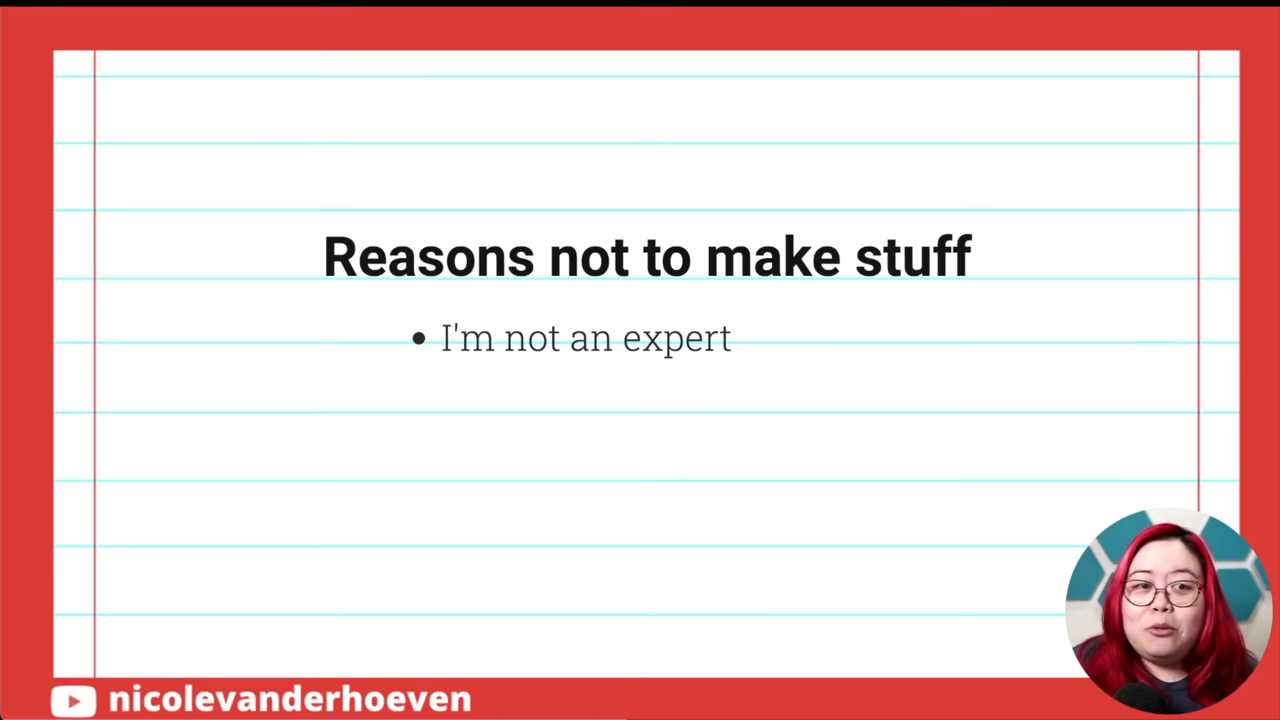 Reasons not to make stuff
• I'm not an expert
nicolevanderhoeven